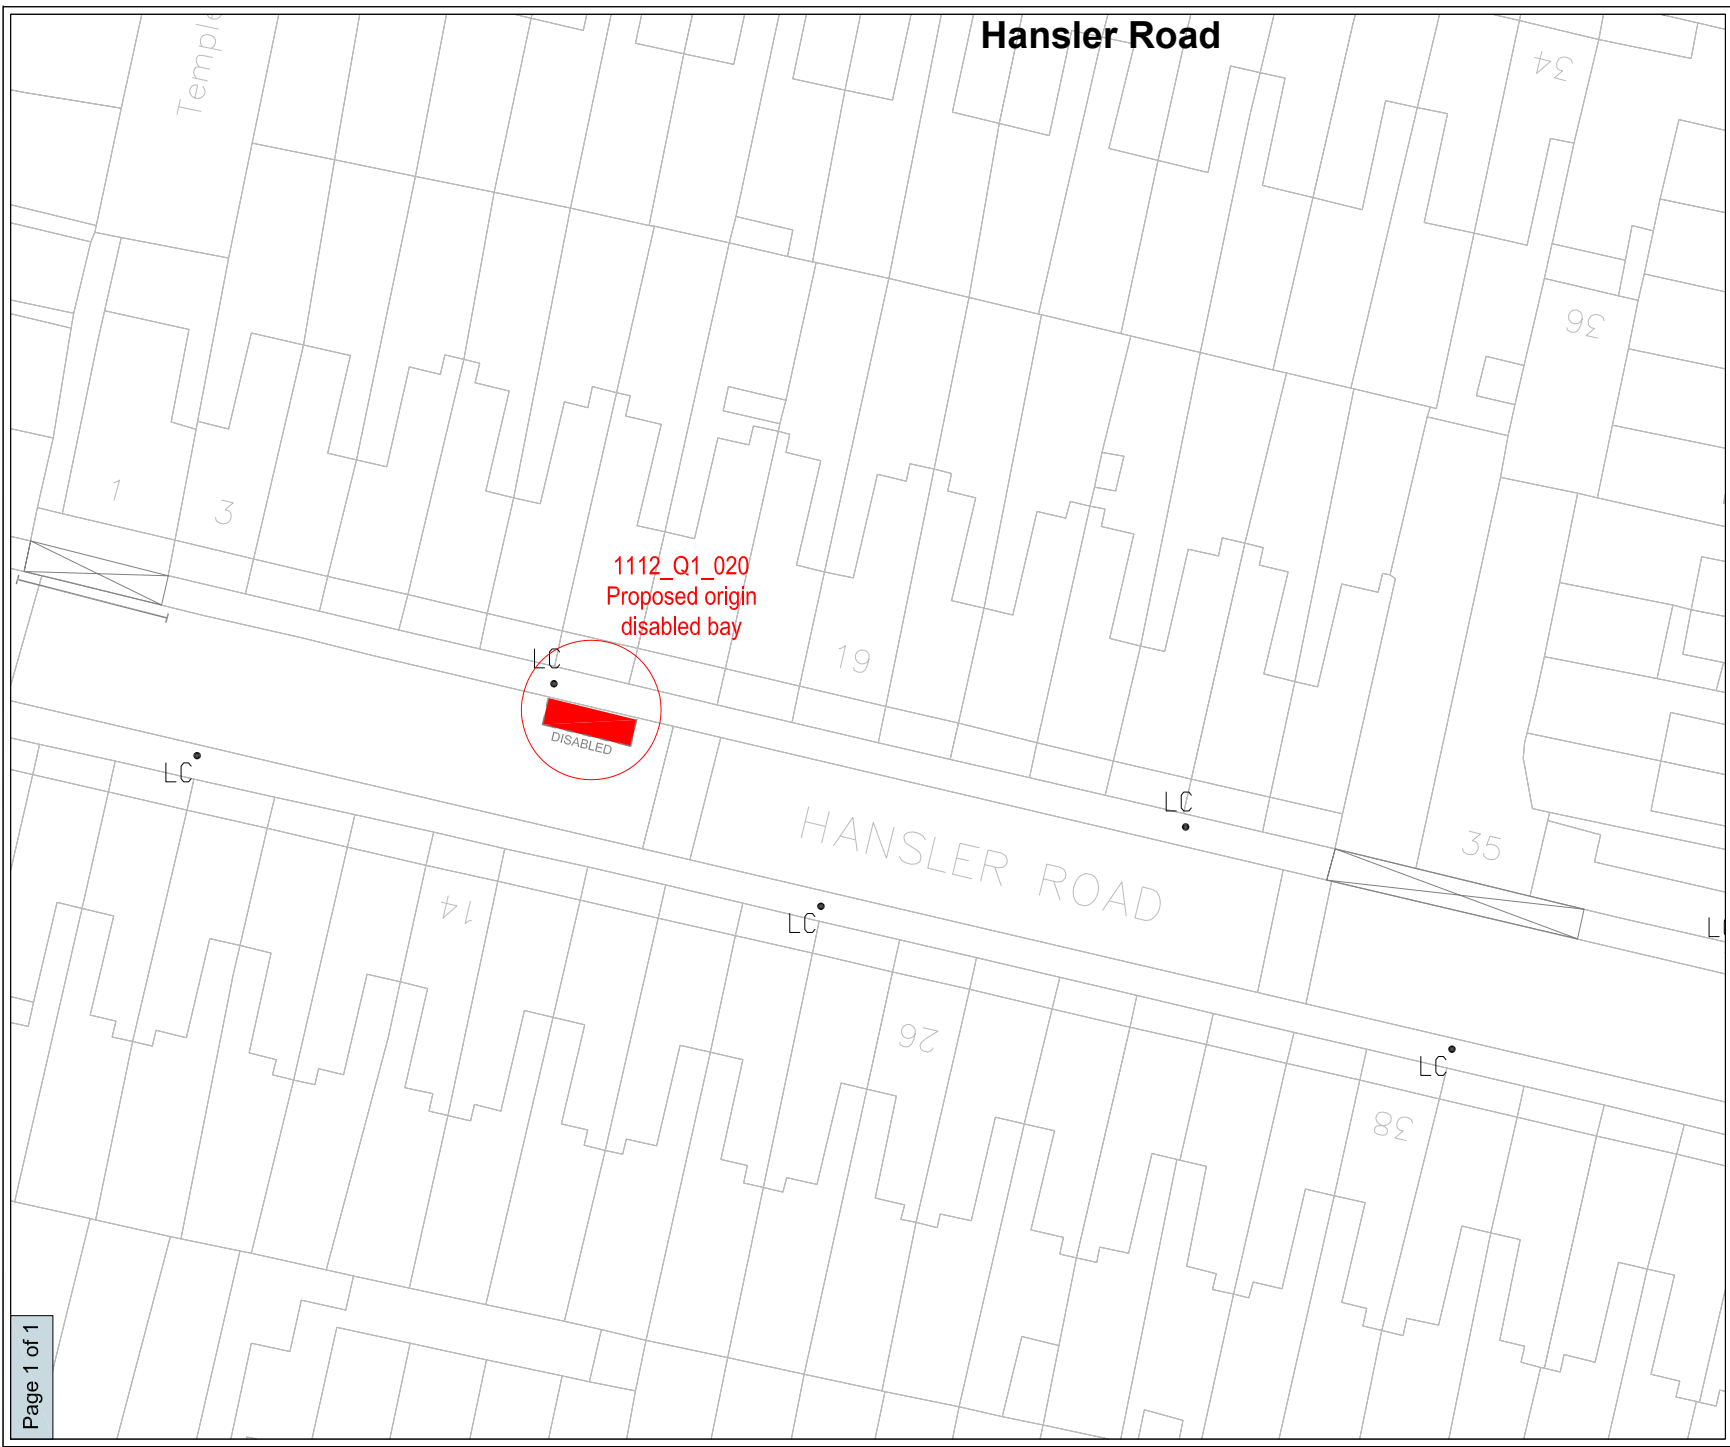 Hansler Road
Temple
34
36
1
3
1112_Q1_020
Proposed origin
disabled bay
LC
19
DISABLED
LC
LC
HANSLER ROAD
35
14
LC
LC
26
LC
38
Page 1 of 1